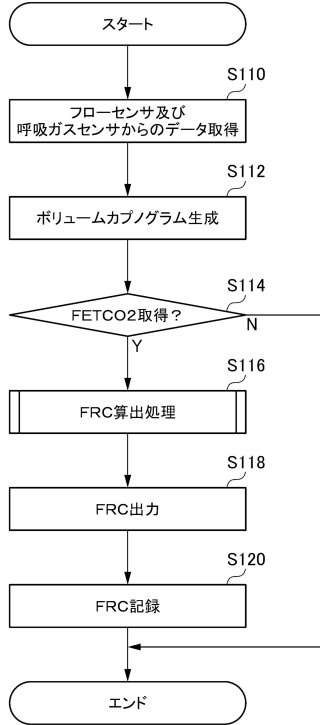 スタート
S110
フローセンサ及び
呼吸ガスセンサからのデータ取得
S112
ボリュームカプノグラム生成
S114
FETCO2取得？
N
Y
S116
FRC算出処理
S118
FRC出力
S120
FRC記録
エンド